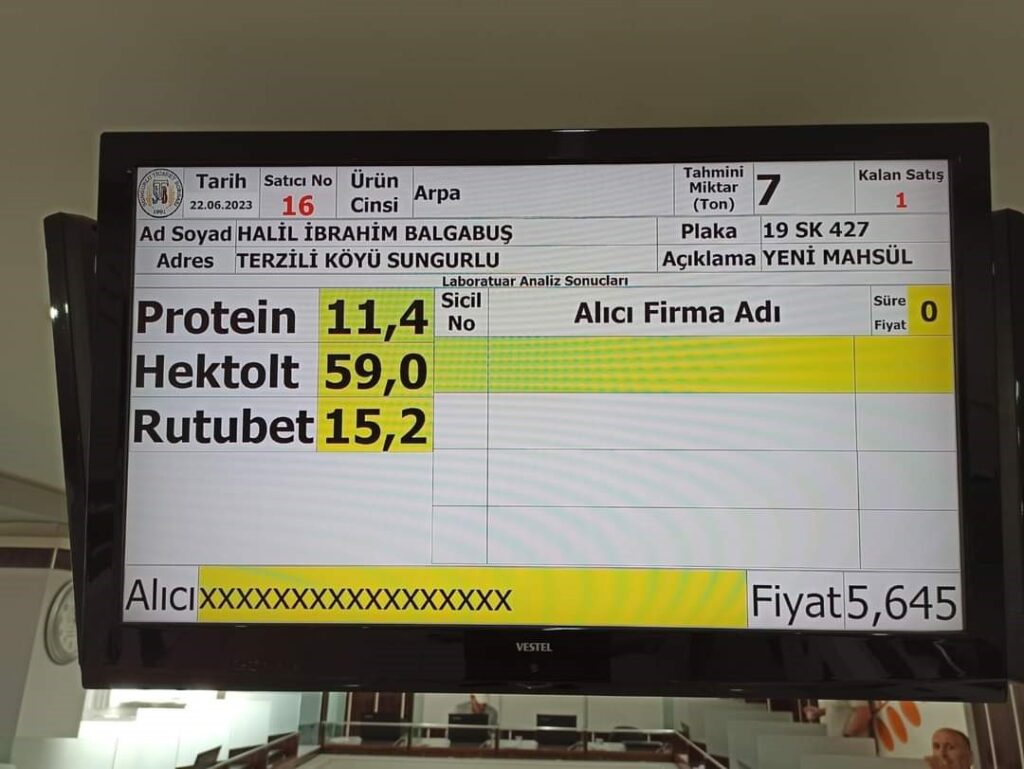 Tarih
22.06.2023
Satıcı No
16
Ürün
Cinsi
Arpa
Tahmini
Miktar
(Ton)
7
Kalan Satış
1
Ad Soyad HALİL İBRAHİM BALGABUŞ
Plaka 19 SK 427
Adres TERZİLİ KÖYÜ SUNGURLU
Açıklama YENİ MAHSÜL
Laboratuar Analiz Sonucları
Protein 11,4
Hektolt 59,0
Rutubet 15,2
Sicil
No
Alıcı Firma Adı
Süre
Fiyat
0
Alıcı xxxxxxxxxxxxxxxxx
Fiyat 5,645
VESTEL